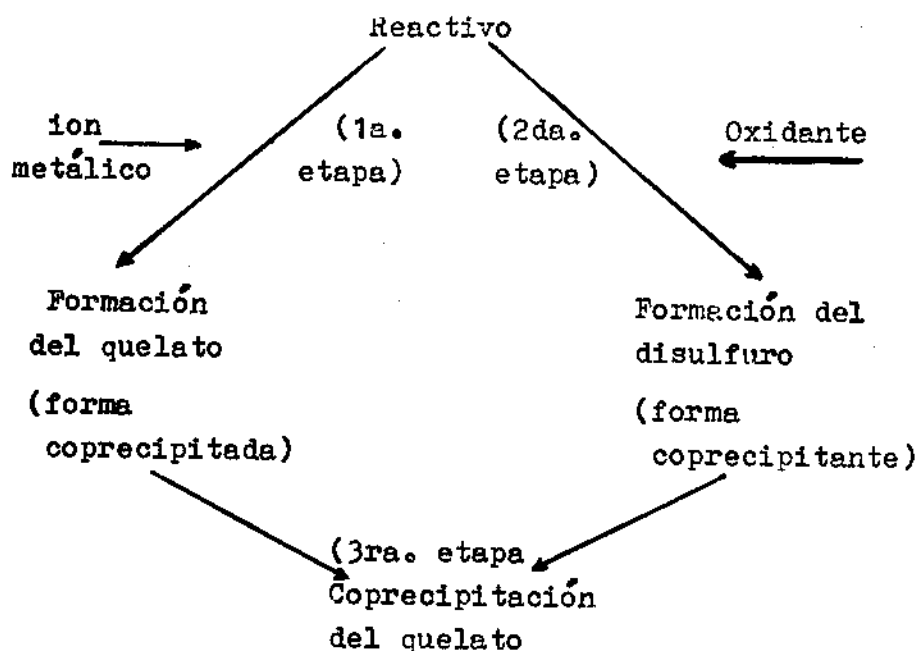 Reactivo
ion
metálico
(1a.
etapa)
(2da.
etapa)
Oxidante
Formación
del quelato
(forma
coprecipitada)
Formación del
disulfuro
(forma
coprecipitante)
(3ra. etapa
Coprecipitación
del quelato